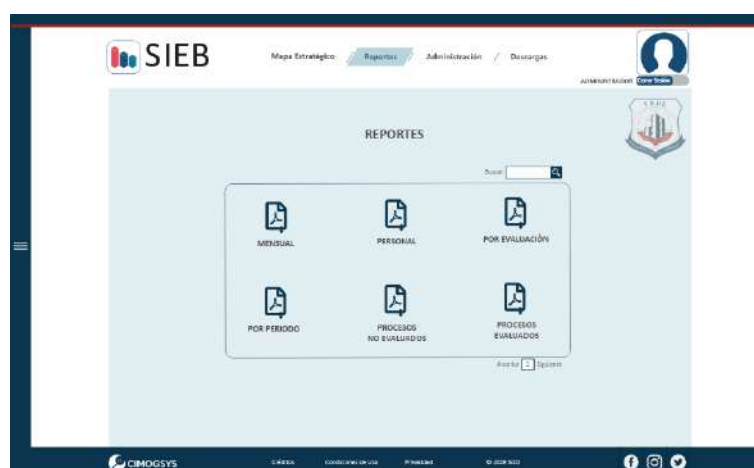 SIEB
Mapa Estratégico
Reportes
/
Administración
/
Descargas
ADMINISTRADOR
Cerrar Sesión
REPORTES
Buscar
MENSUAL
PERSONAL
POR EVALUACIÓN
POR PERIODO
PROCESOS
NO EVALUADOS
PROCESOS
EVALUADOS
Anterior 1 Siguiente
CIMOGSYS
Créditos
Condiciones de Uso
Privacidad